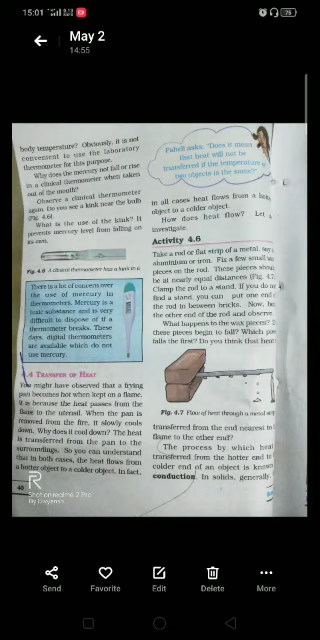 15:01
75
May 2
14:55
body temperature? Obviously, it is not
convenient to use the laboratory
thermometer for this purpose.
Why does the mercury not fall or rise
in a clinical thermometer when taken
out of the mouth?
Observe a clinical thermometer
again. Do you see a kink near the bulb
(Fig. 4.6).
What is the use of the kink? It
prevents mercury level from falling on
its own.
Fig. 4.6 A clinical thermometer has a kink in it
There is a lot of concern over
the use of mercury in
thermometers. Mercury is a
toxic substance and is very
difficult to dispose of if a
thermometer breaks. These
days, digital thermometers
are available which do not
use mercury.
.4 TRANSFER OF HEAT
You might have observed that a frying
pan becomes hot when kept on a flame.
It is because the heat passes from the
flame to the utensil. When the pan is
removed from the fire, it slowly cools
down. Why does it cool down? The heat
is transferred from the pan to the
surroundings. So you can understand
that in both cases, the heat flows from
a hotter object to a colder object. In fact,
48
R
Shot on realme 2 Pro
By Divyansh
Paheli asks: "Does it mean
that heat will not be
transferred if the temperature
two objects is the same?"
in all cases heat flows from a
object to a colder object.
How does heat flow? Let
investigate.
Activity 4.6
Take a rod or flat strip of a metal, say
aluminium or iron. Fix a few small
pieces on the rod. These pieces
be at nearly equal distances (Fig. 4.7
Clamp the rod to a stand. If you do
find a stand, you can put one
the rod in between bricks. Now,
the other end of the rod and observe
What happens to the wax pieces?
these pieces begin to fall? Which
falls the first? Do you think that
Fig. 4.7 Flow of heat through a metal strip
transferred from the end nearest to
flame to the other end?
The process by which heat
transferred from the hotter end to
colder end of an object is known
conduction. In solids, generally,
Send
Favorite
Edit
Delete
More